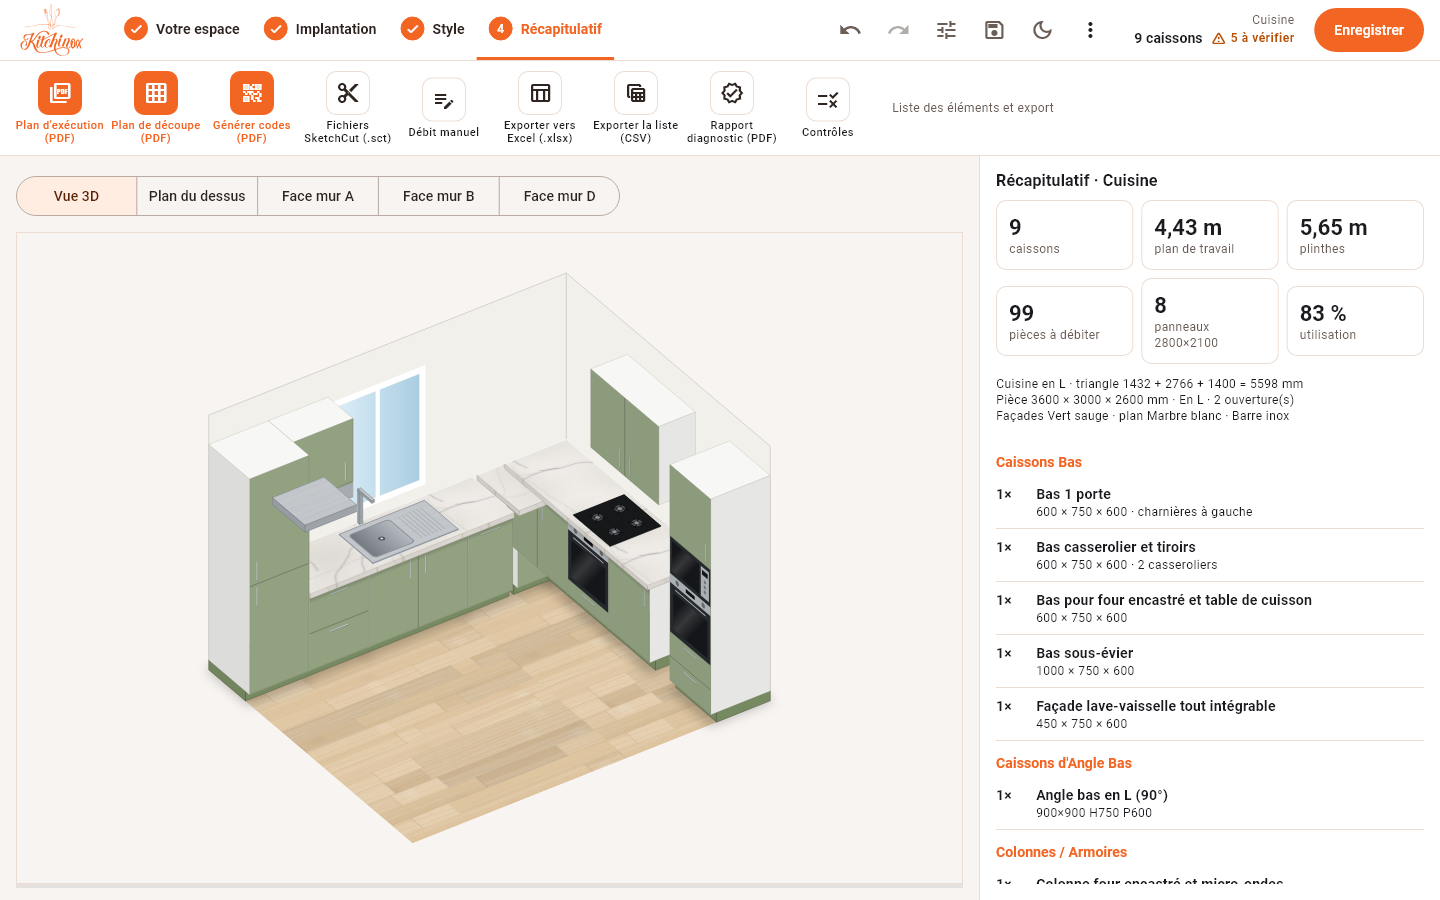 Kitchinox
Votre espace
Implantation
Style
4 Récapitulatif
Cuisine
9 caissons 5 à vérifier
Enregistrer
PDF
Plan d'exécution
(PDF)
Plan de découpe
(PDF)
Générer codes
(PDF)
Fichiers
SketchCut (.sct)
Débit manuel
Exporter vers
Excel (.xlsx)
Exporter la liste
(CSV)
Rapport
diagnostic (PDF)
Contrôles
Liste des éléments et export
Vue 3D
Plan du dessus
Face mur A
Face mur B
Face mur D
Récapitulatif · Cuisine
9
caissons
4,43 m
plan de travail
5,65 m
plinthes
99
pièces à débiter
8
panneaux
2800×2100
83 %
utilisation
Cuisine en L · triangle 1432 + 2766 + 1400 = 5598 mm
Pièce 3600 × 3000 × 2600 mm · En L · 2 ouverture(s)
Façades Vert sauge · plan Marbre blanc · Barre inox
Caissons Bas
1× Bas 1 porte
600 × 750 × 600 · charnières à gauche
1× Bas casserolier et tiroirs
600 × 750 × 600 · 2 casseroliers
1× Bas pour four encastré et table de cuisson
600 × 750 × 600
1× Bas sous-évier
1000 × 750 × 600
1× Façade lave-vaisselle tout intégrable
450 × 750 × 600
Caissons d'Angle Bas
1× Angle bas en L (90°)
900×900 H750 P600
Colonnes / Armoires
1× Colonne four encastré et micro-ondes